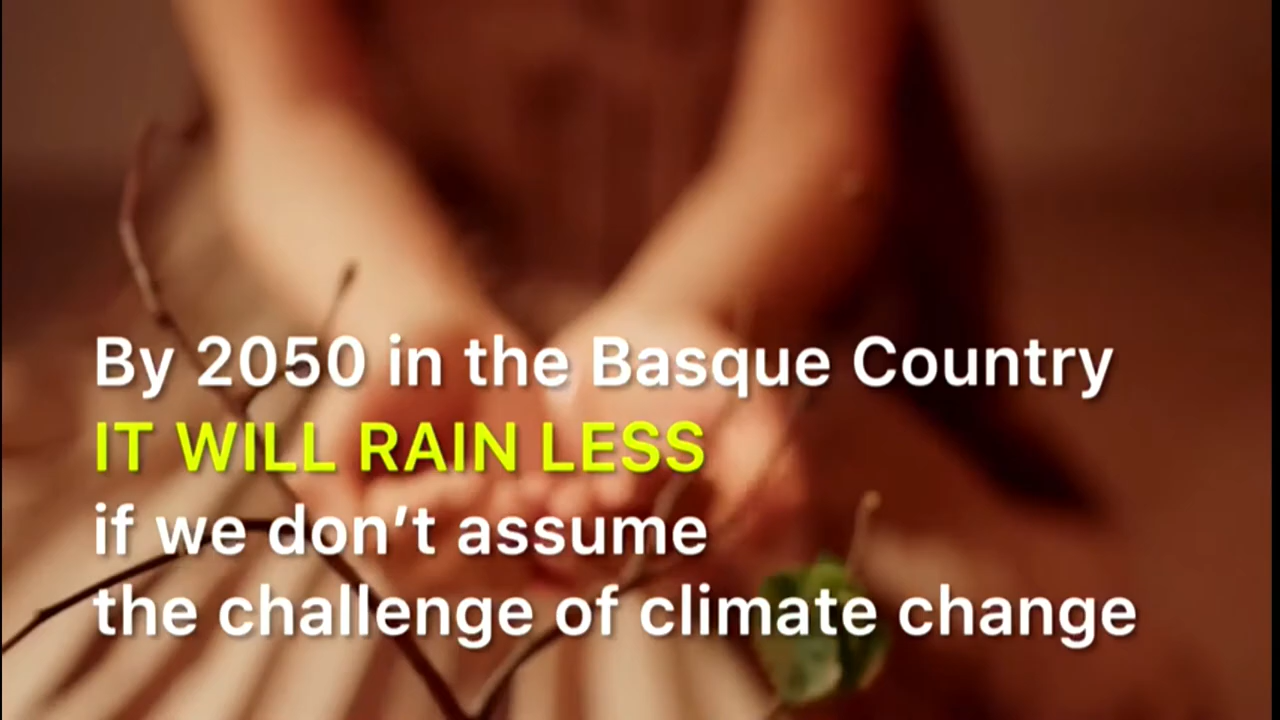 By 2050 in the Basque Country
IT WILL RAIN LESS
if we don’t assume
the challenge of climate change